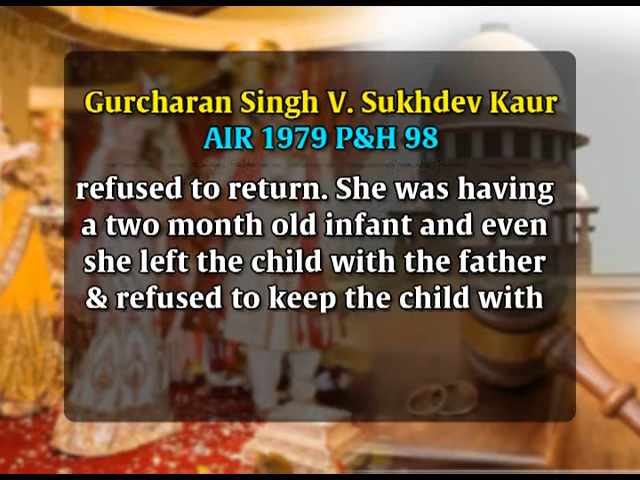 Gurcharan Singh V. Sukhdev Kaur
AIR 1979 P&H 98
refused to return. She was having
a two month old infant and even
she left the child with the father
& refused to keep the child with